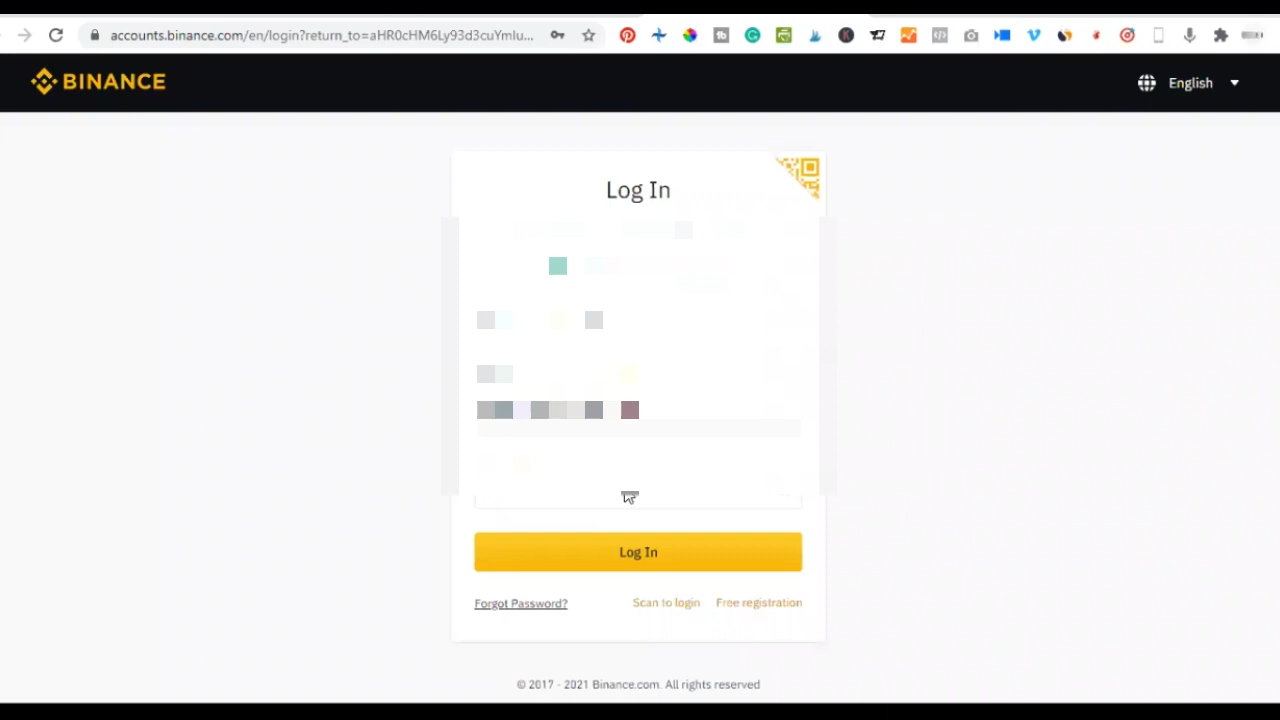 accounts.binance.com/en/login?return_to=aHR0cHM6Ly93d3cuYmlu...
BINANCE
English
Log In
Log In
Forgot Password?
Scan to login
Free registration
© 2017 - 2021 Binance.com. All rights reserved